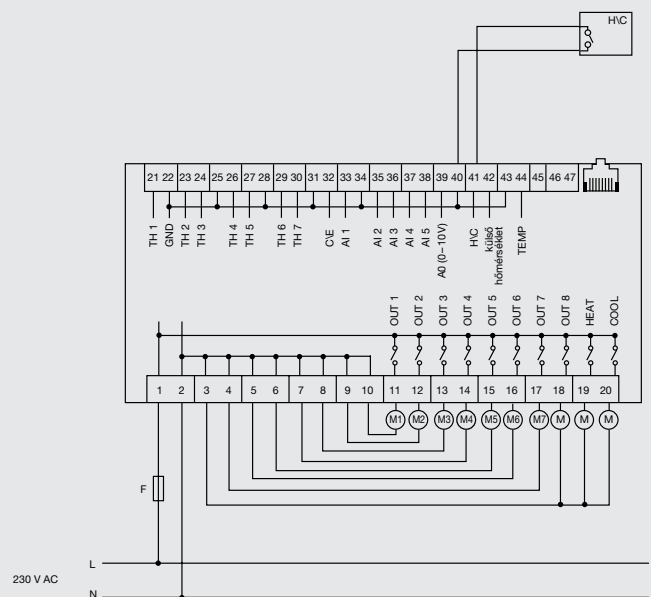 H\C
21 22 23 24 25 26 27 28 29 30 31 32 33 34 35 36 37 38 39 40 41 42 43 44 45 46 47
TH 1
GND
TH 2
TH 3
TH 4
TH 5
TH 6
TH 7
C\E
AI 1
AI 2
AI 3
AI 4
AI 5
A0 (0–10V)
H\C
külső
hőmérséklet
TEMP
OUT 1
OUT 2
OUT 3
OUT 4
OUT 5
OUT 6
OUT 7
OUT 8
HEAT
COOL
1 2 3 4 5 6 7 8 9 10 11 12 13 14 15 16 17 18 19 20
M1 M2 M3 M4 M5 M6 M7 M M M
F
L
230 V AC
N